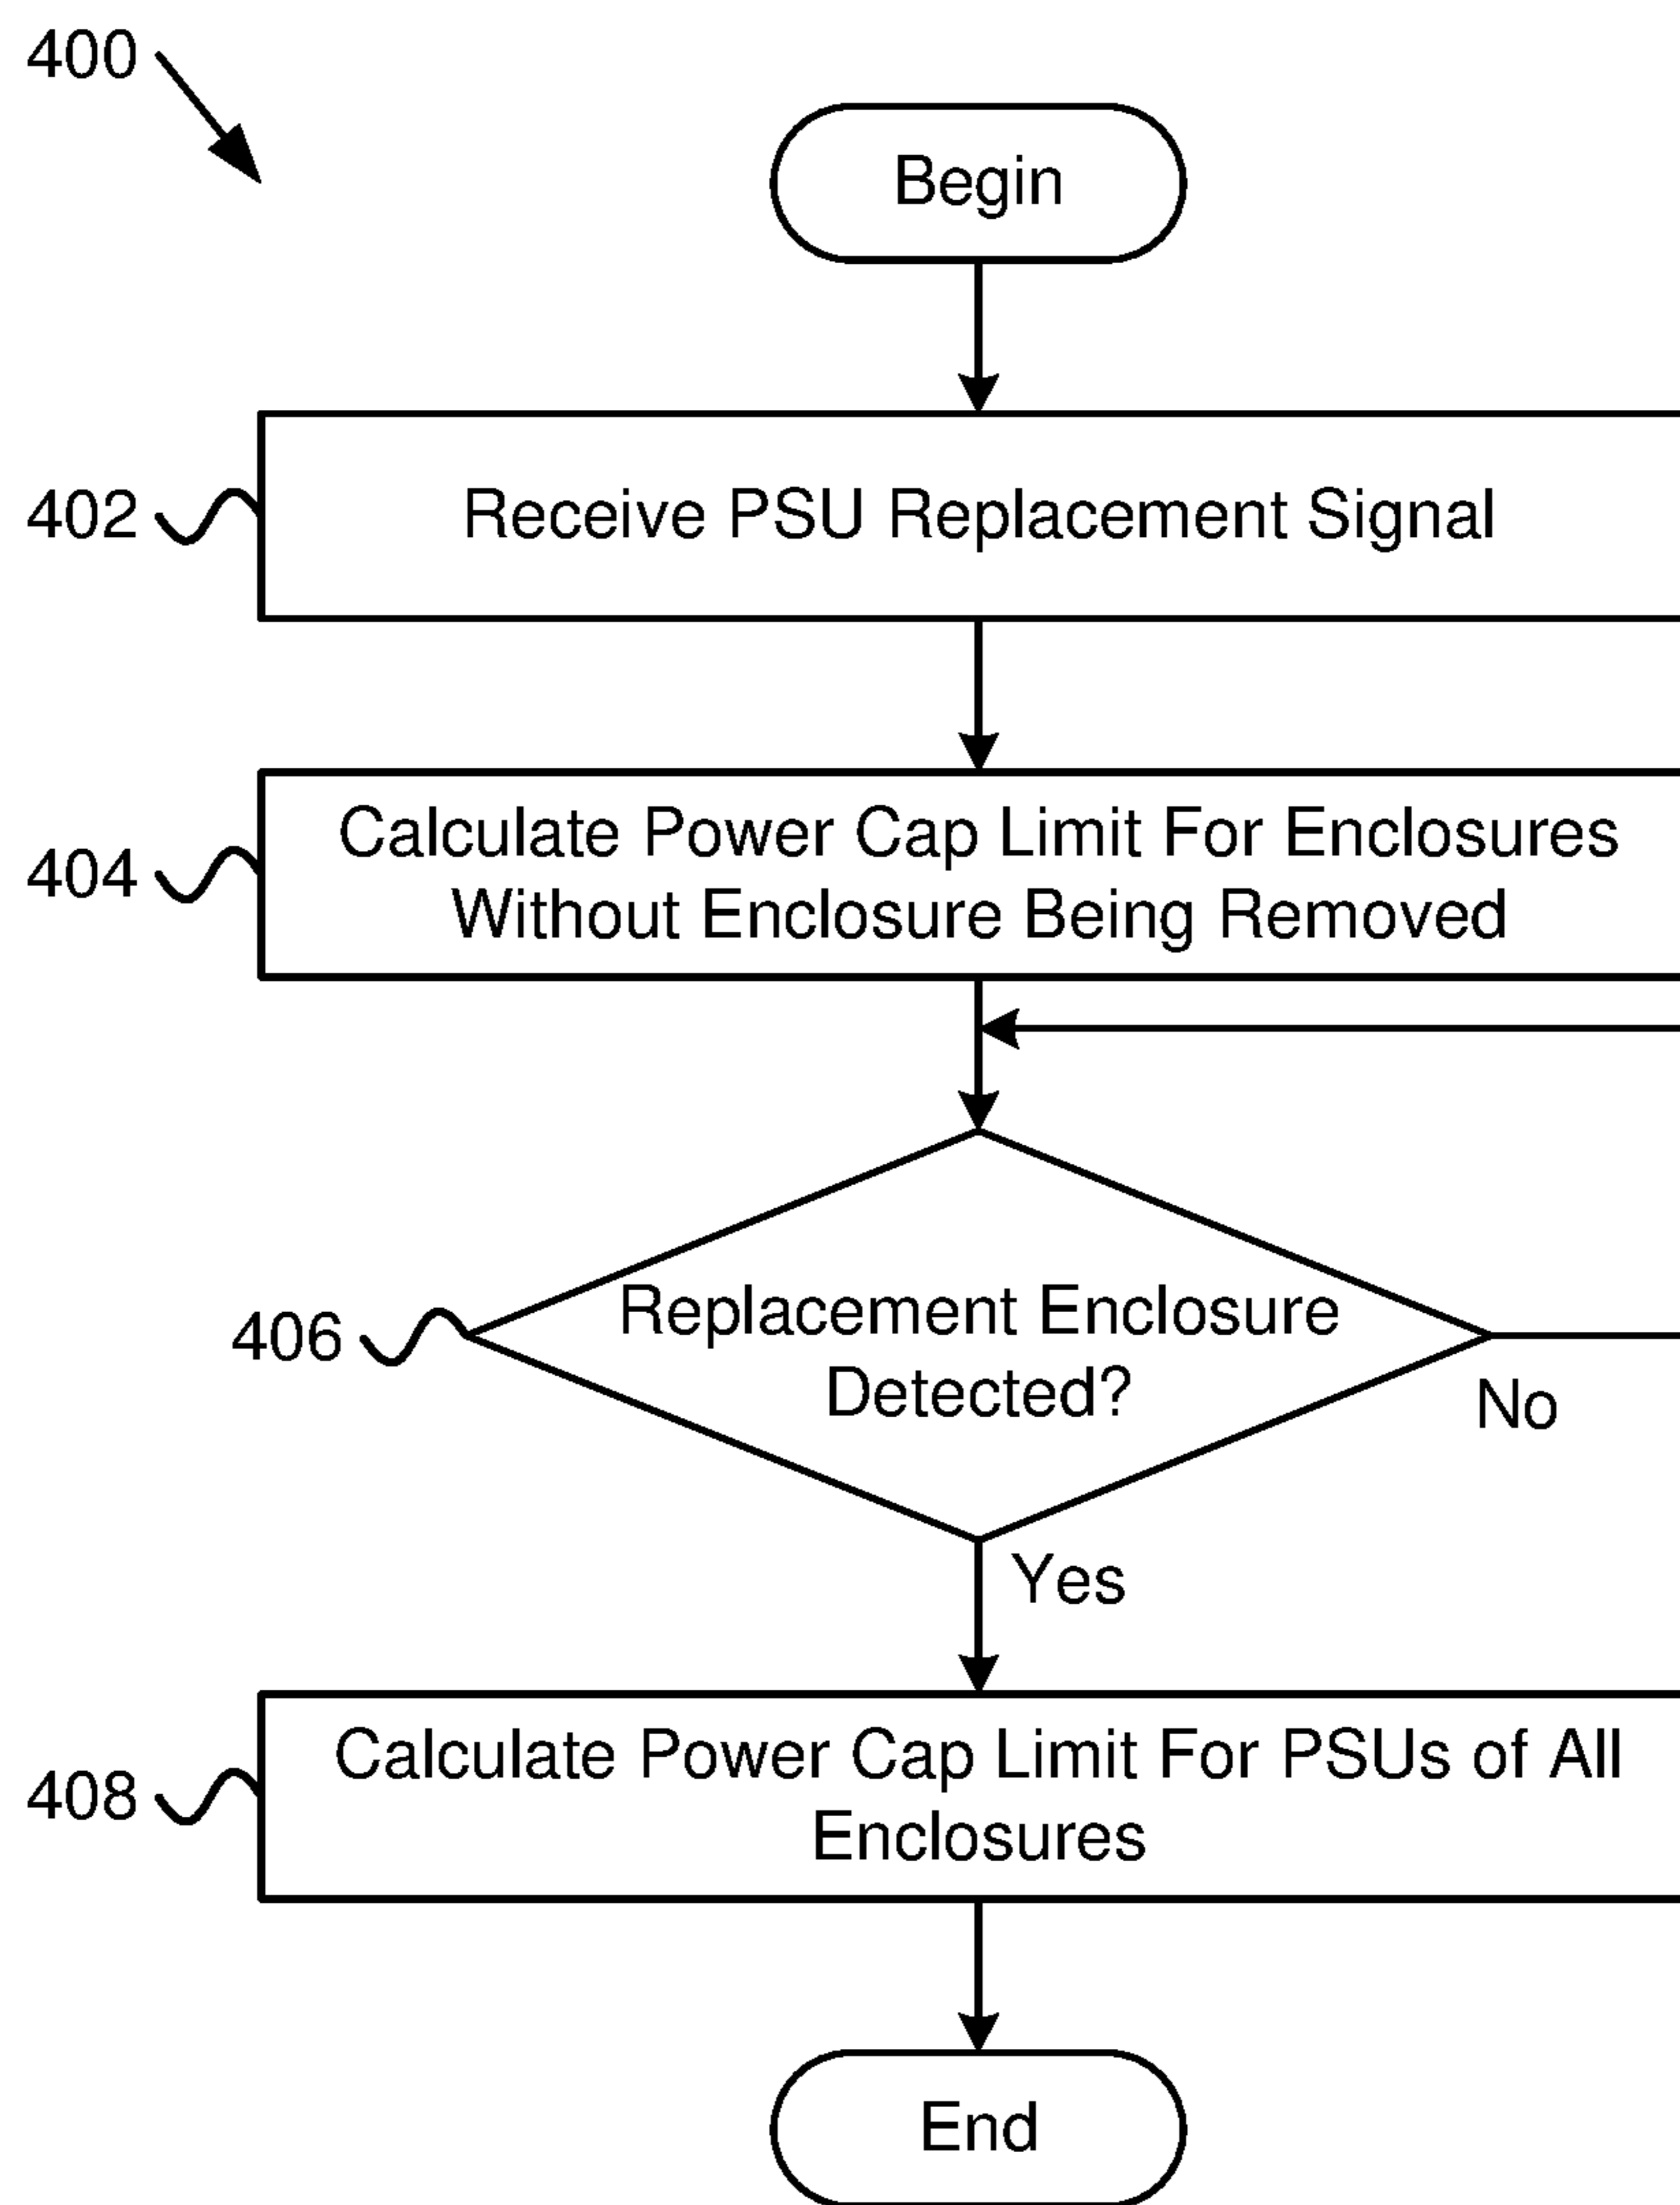 400
Begin
402
Receive PSU Replacement Signal
404
Calculate Power Cap Limit For Enclosures
Without Enclosure Being Removed
406
Replacement Enclosure
Detected?
No
Yes
408
Calculate Power Cap Limit For PSUs of All
Enclosures
End